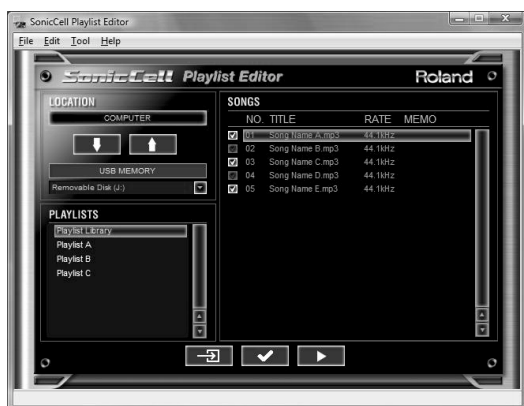 SonicCell Playlist Editor
File Edit Tool Help
SonicCell Playlist Editor
Roland
LOCATION
COMPUTER
USB MEMORY
Removable Disk (J:)
PLAYLISTS
Playlist Library
Playlist A
Playlist B
Playlist C
SONGS
NO. TITLE RATE MEMO
01 Song Name A.mp3 44.1kHz
02 Song Name B.mp3 44.1kHz
03 Song Name C.mp3 44.1kHz
04 Song Name D.mp3 44.1kHz
05 Song Name E.mp3 44.1kHz